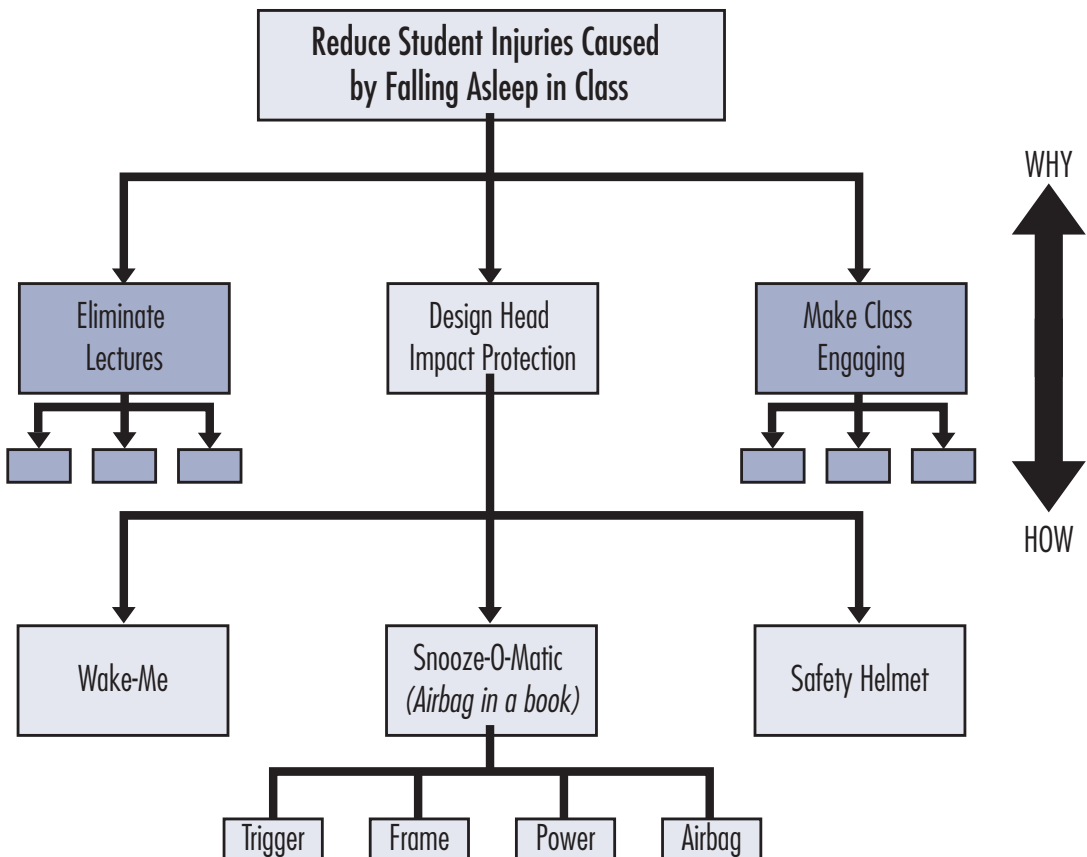 Reduce Student Injuries Caused
by Falling Asleep in Class
WHY
Eliminate
Lectures
Design Head
Impact Protection
Make Class
Engaging
HOW
Wake-Me
Snooze-O-Matic
(Airbag in a book)
Safety Helmet
Trigger
Frame
Power
Airbag